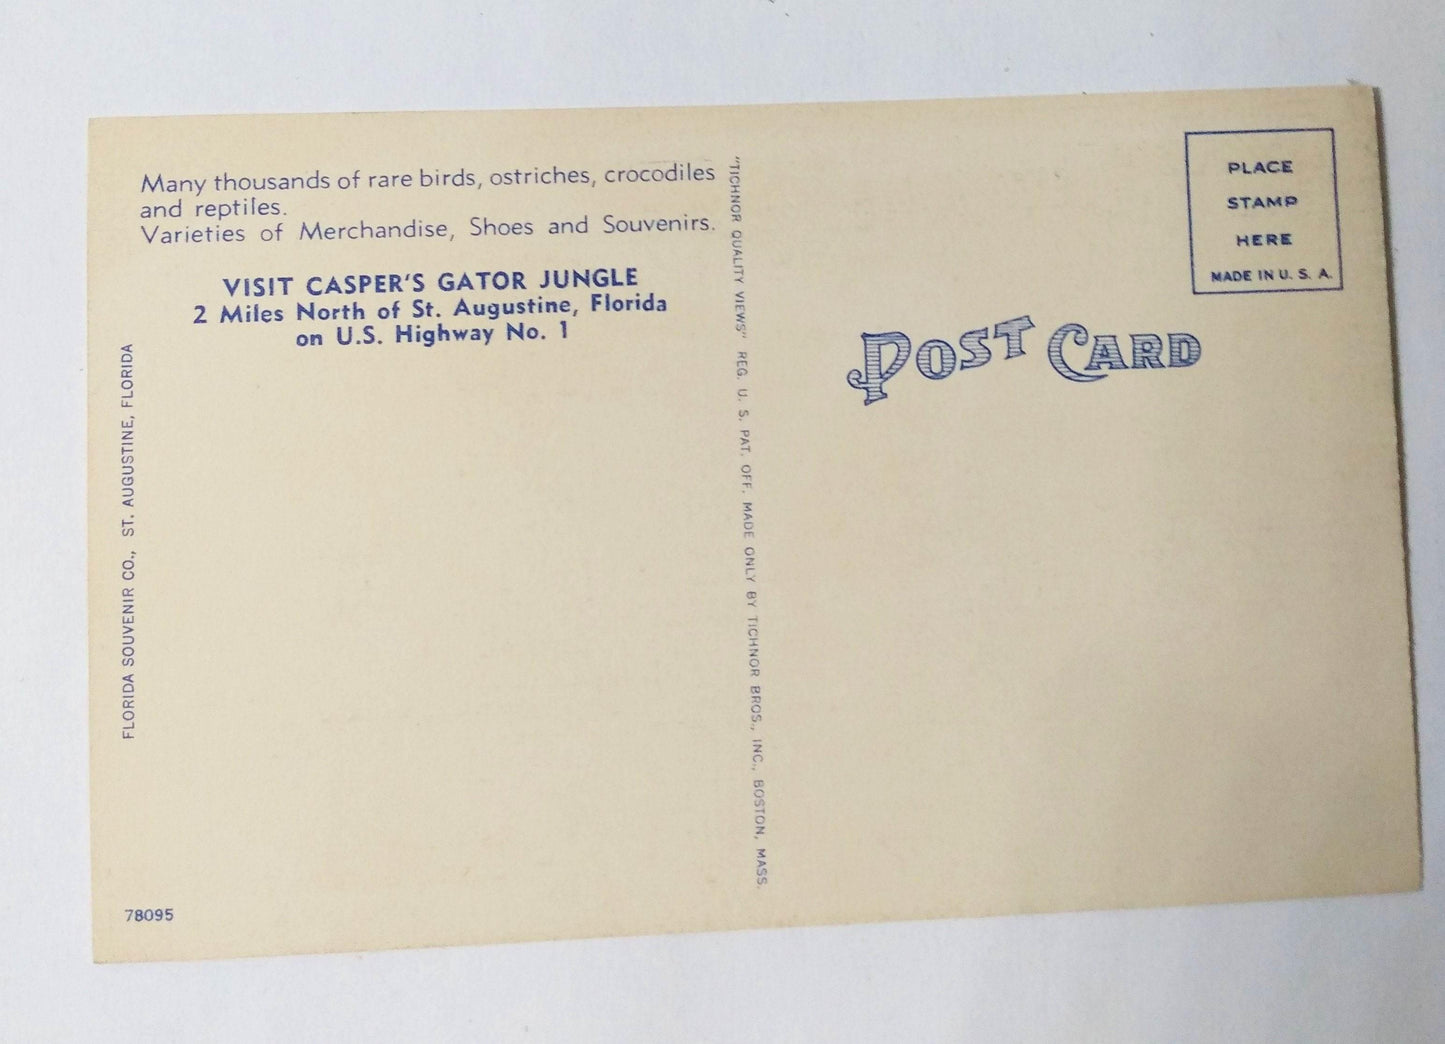 Many thousands of rare birds, ostriches, crocodiles
and reptiles.
Varieties of Merchandise, Shoes and Souvenirs.
VISIT CASPER'S GATOR JUNGLE
2 Miles North of St. Augustine, Florida
on U.S. Highway No. 1
FLORIDA SOUVENIR CO., ST. AUGUSTINE, FLORIDA
78095
"TICHNOR QUALITY VIEWS" REG. U. S. PAT. OFF. MADE ONLY BY TICHNOR BROS., INC., BOSTON, MASS.
POST CARD
PLACE
STAMP
HERE
MADE IN U. S. A.